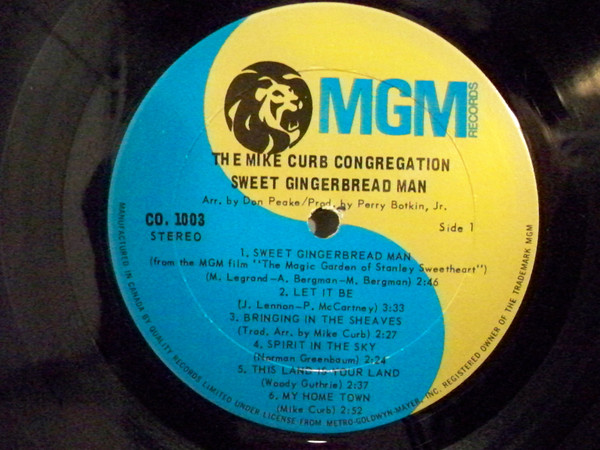 MGM
RECORDS
THE MIKE CURB CONGREGATION
SWEET GINGERBREAD MAN
Arr. by Don Peake/Prod. by Perry Botkin, Jr.
CO. 1003
STEREO
Side 1
1. SWEET GINGERBREAD MAN
(from the MGM film "The Magic Garden of Stanley Sweetheart")
(M. Legrand-A. Bergman-M. Bergman) 2:46
2. LET IT BE
(J. Lennon-P. McCartney) 3:33
3. BRINGING IN THE SHEAVES
(Trad. Arr. by Mike Curb) 2:27
4. SPIRIT IN THE SKY
(Norman Greenbaum) 2:24
5. THIS LAND IS YOUR LAND
(Woody Guthrie) 2:37
6. MY HOME TOWN
(Mike Curb) 2:52
MANUFACTURED IN CANADA BY QUALITY RECORDS LIMITED UNDER LICENSE FROM METRO-GOLDWYN-MAYER, INC. REGISTERED OWNER OF THE TRADEMARK MGM